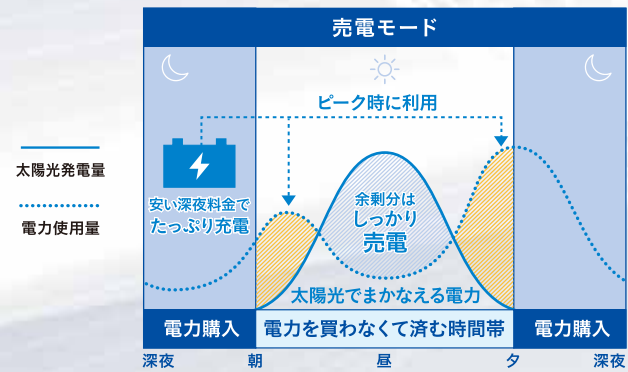 売電モード
ピーク時に利用
太陽光発電量
電力使用量
安い深夜料金で
たっぷり充電
余剰分は
しっかり
売電
太陽光でまかなえる電力
電力購入
電力を買わなくて済む時間帯
電力購入
深夜
朝
昼
夕
深夜